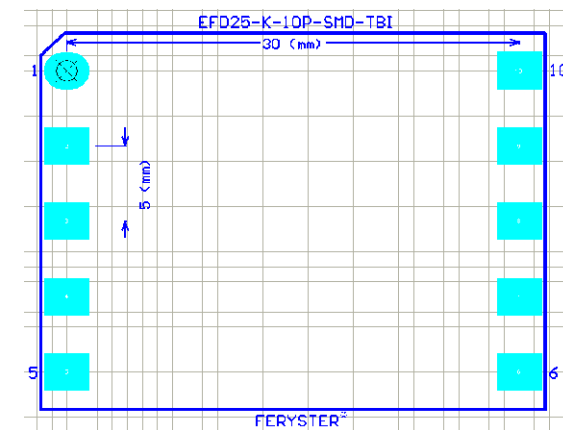 EFD25-K-10P-SMD-TBI
30 (mm)
1
10
5 (mm)
5
6
FERYSTER®